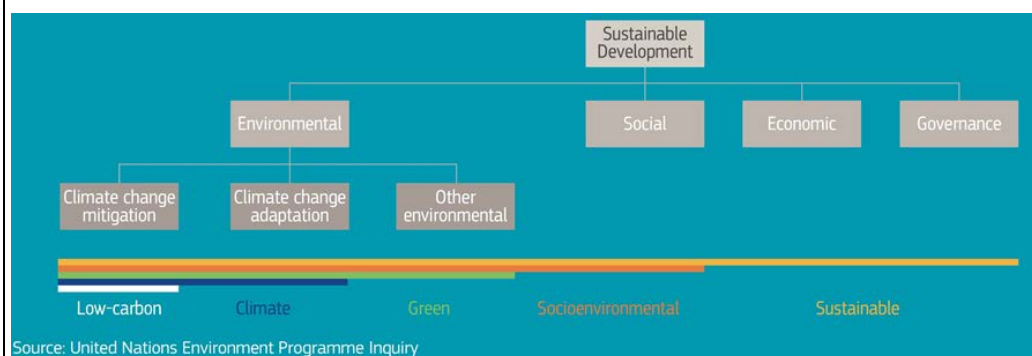 Sustainable
Development
Environmental
Social
Economic
Governance
Climate change
mitigation
Climate change
adaptation
Other
environmental
Low-carbon
Climate
Green
Socioenvironmental
Sustainable
Source: United Nations Environment Programme Inquiry